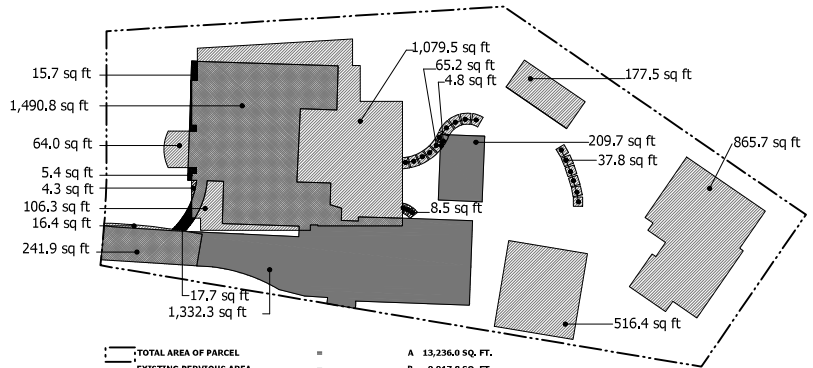 15.7 sq ft
1,490.8 sq ft
64.0 sq ft
5.4 sq ft
4.3 sq ft
106.3 sq ft
16.4 sq ft
241.9 sq ft
17.7 sq ft
1,332.3 sq ft
1,079.5 sq ft
65.2 sq ft
4.8 sq ft
177.5 sq ft
209.7 sq ft
37.8 sq ft
865.7 sq ft
8.5 sq ft
516.4 sq ft
TOTAL AREA OF PARCEL = A 13,236.0 SQ. FT.